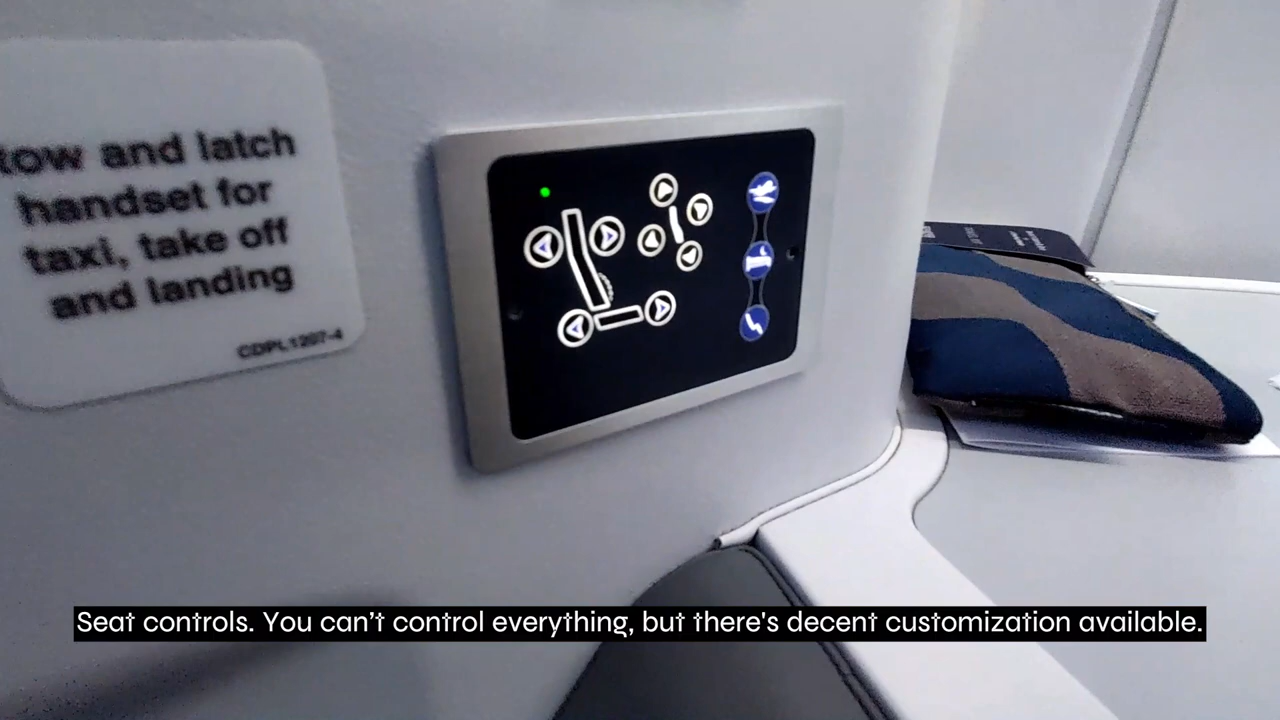 tow and latch
handset for
taxi, take off
and landing
CDPL1207-4
Seat controls. You can't control everything, but there's decent customization available.